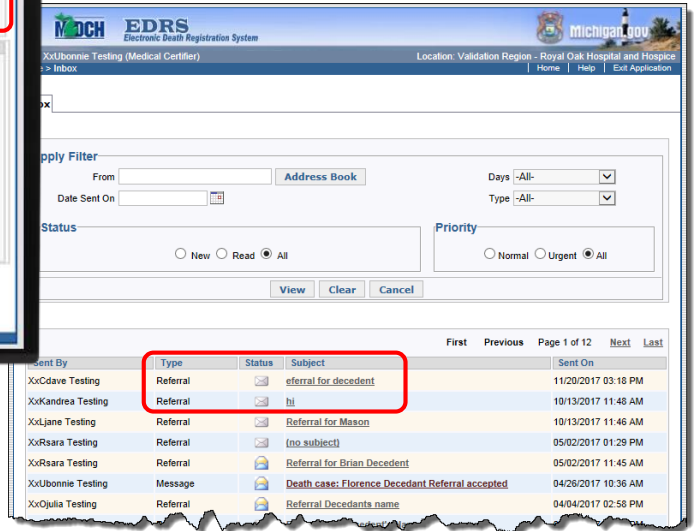 MDCH EDRS
Electronic Death Registration System
Michigan.gov
XxUbonnie Testing (Medical Certifier) Location: Validation Region - Royal Oak Hospital and Hospice
> Inbox | Home | Help | Exit Application
ox
pply Filter
From Address Book Days -All-
Date Sent On Type -All-
Status Priority
New Read All Normal Urgent All
View Clear Cancel
First Previous Page 1 of 12 Next Last
Sent By Type Status Subject Sent On
XxCdave Testing Referral eferral for decedent 11/20/2017 03:18 PM
XxKandrea Testing Referral hi 10/13/2017 11:48 AM
XxLjane Testing Referral Referral for Mason 10/13/2017 11:46 AM
XxRsara Testing Referral (no subject) 05/02/2017 01:29 PM
XxRsara Testing Referral Referral for Brian Decedent 05/02/2017 11:45 AM
XxUbonnie Testing Message Death case: Florence Decedant Referral accepted 04/26/2017 10:36 AM
XxOjulia Testing Referral Referral Decedants name 04/04/2017 02:58 PM